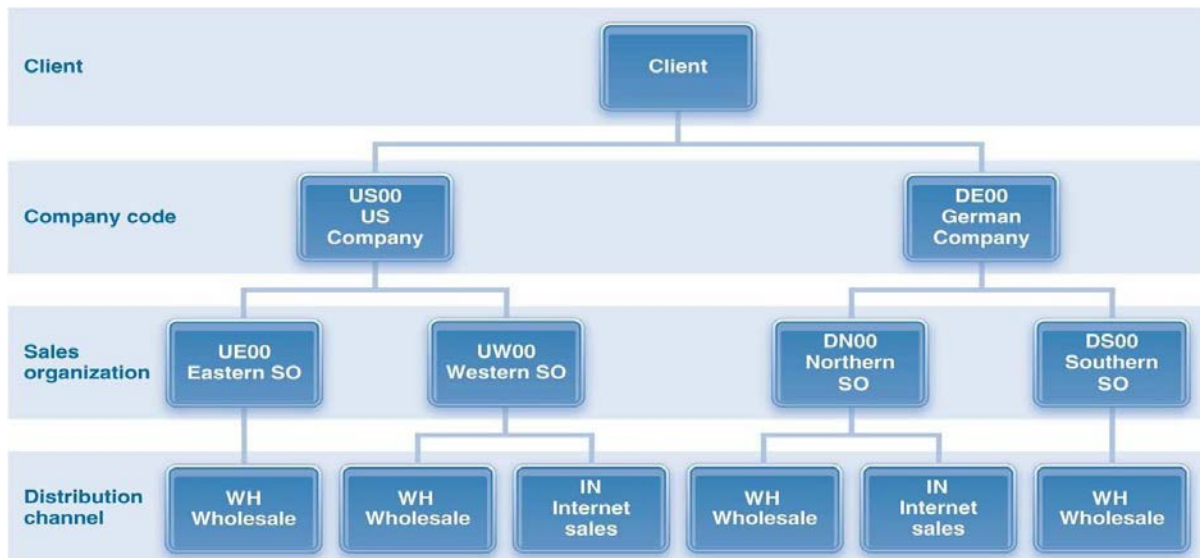 Client
Client
Company code
US00
US
Company
DE00
German
Company
Sales
organization
UE00
Eastern SO
UW00
Western SO
DN00
Northern
SO
DS00
Southern
SO
Distribution
channel
WH
Wholesale
WH
Wholesale
IN
Internet
sales
WH
Wholesale
IN
Internet
sales
WH
Wholesale